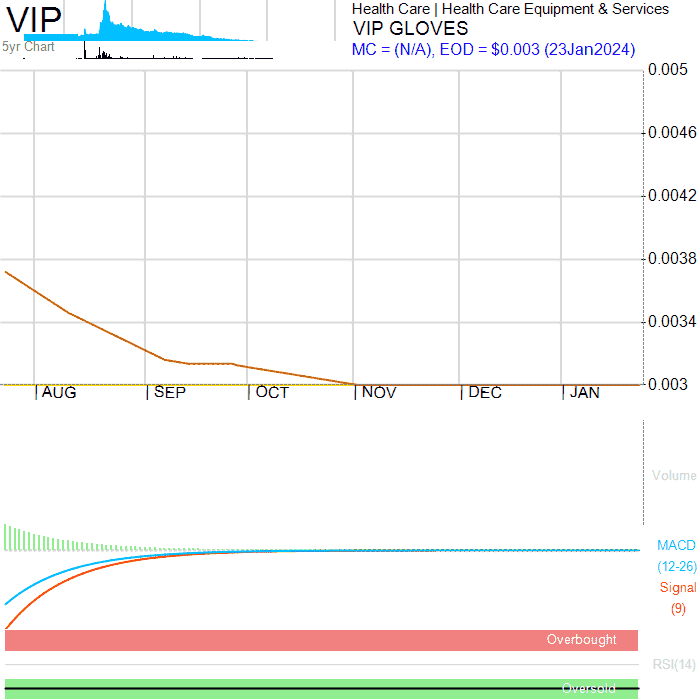 VIP
5yr Chart
Health Care | Health Care Equipment & Services
VIP GLOVES
MC = (N/A), EOD = $0.003 (23Jan2024)
0.005
0.0046
0.0042
0.0038
0.0034
0.003
AUG SEP OCT NOV DEC JAN
Volume
MACD
(12-26)
Signal
(9)
Overbought
RSI(14)
Oversold